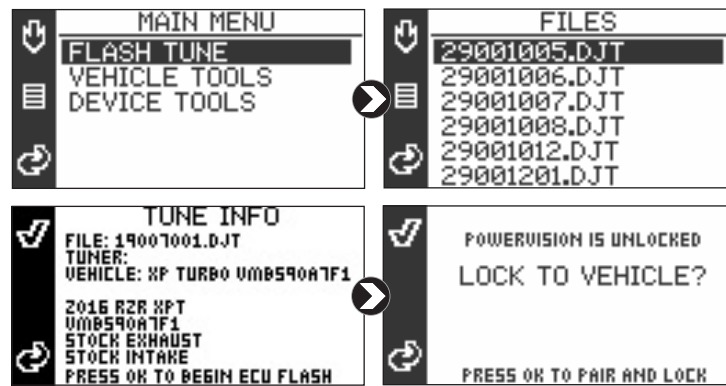 MAIN MENU
FLASH TUNE
VEHICLE TOOLS
DEVICE TOOLS
FILES
29001005.DJT
29001006.DJT
29001007.DJT
29001008.DJT
29001012.DJT
29001201.DJT
TUNE INFO
FILE: 19007001.DJT
TUNER:
VEHICLE: XP TURBO VMB590A7F1
2016 RZR XPT
VMB590A7F1
STOCK EXHAUST
STOCK INTAKE
PRESS OK TO BEGIN ECU FLASH
POWERVISION IS UNLOCKED
LOCK TO VEHICLE?
PRESS OK TO PAIR AND LOCK